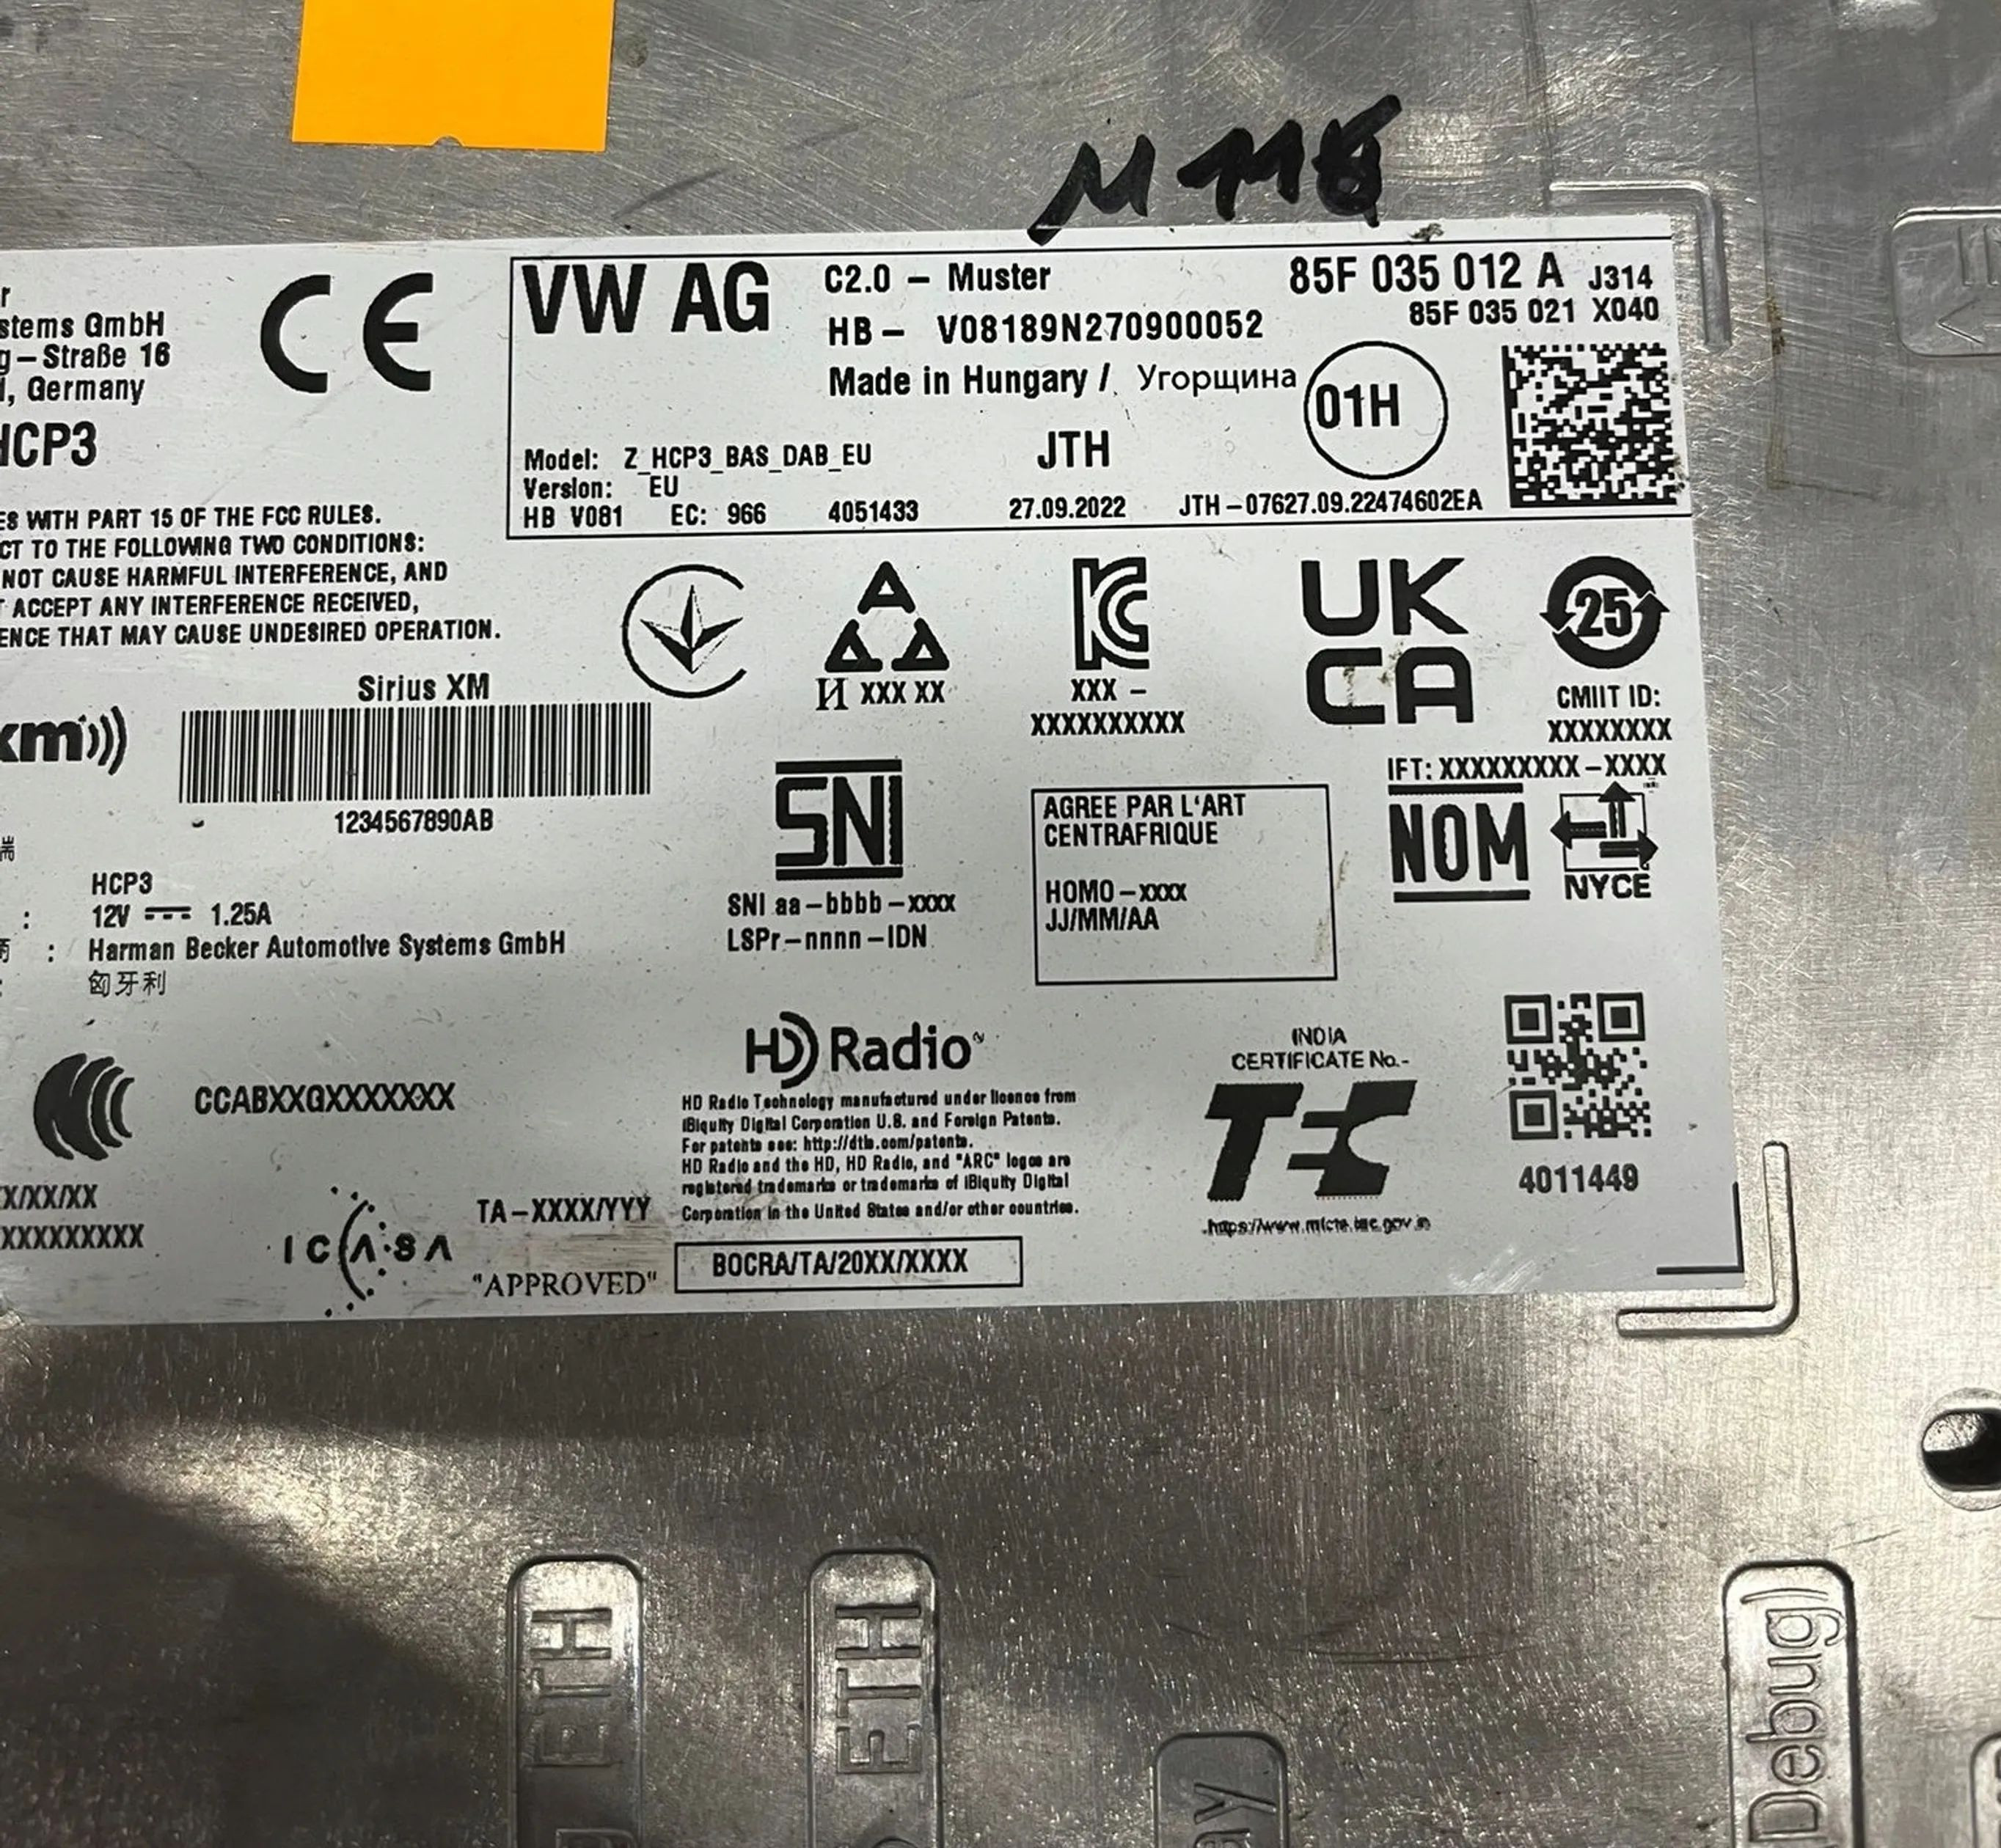 M 118
r
stems GmbH
g-Straße 16
, Germany
HCP3
CE
VW AG
C2.0 - Muster
85F 035 012 A J314
85F 035 021 X040
HB- V08189N270900052
Made in Hungary / Угорщина
01H
JTH
Model: Z_HCP3_BAS_DAB_EU
Version: EU
HB V081 EC: 966 4051433 27.09.2022 JTH-07627.09.22474602EA
ES WITH PART 15 OF THE FCC RULES.
CT TO THE FOLLOWING TWO CONDITIONS:
NOT CAUSE HARMFUL INTERFERENCE, AND
ACCEPT ANY INTERFERENCE RECEIVED,
ENCE THAT MAY CAUSE UNDESIRED OPERATION.
И XXX XX
KC
XXX -
XXXXXXXXXX
UK
CA
25
CMIIT ID:
XXXXXXXX
IFT: XXXXXXXXX-XXXX
xm
Sirius XM
1234567890AB
SNI
SNI aa-bbbb-xxxx
LSPr-nnnn-IDN
AGREE PAR L'ART
CENTRAFRIQUE
HOMO-xxxx
JJ/MM/AA
NOM
NYCE
端
HCP3
: 12V 1.25A
商 : Harman Becker Automotive Systems GmbH
: 匈牙利
CCABXXQXXXXXXX
X/XX/XX
XXXXXXXXX
ICASA
TA-XXXX/YYY
"APPROVED"
HD Radio
HD Radio Technology manufactured under licence from
iBiquity Digital Corporation U.S. and Foreign Patents.
For patents see: http://dts.com/patents.
HD Radio and the HD, HD Radio, and "ARC" logos are
registered trademarks or trademarks of iBiquity Digital
Corporation in the United States and/or other countries.
BOCRA/TA/20XX/XXXX
INDIA
CERTIFICATE No.-
TEC
4011449
ETH
ETH
Debug